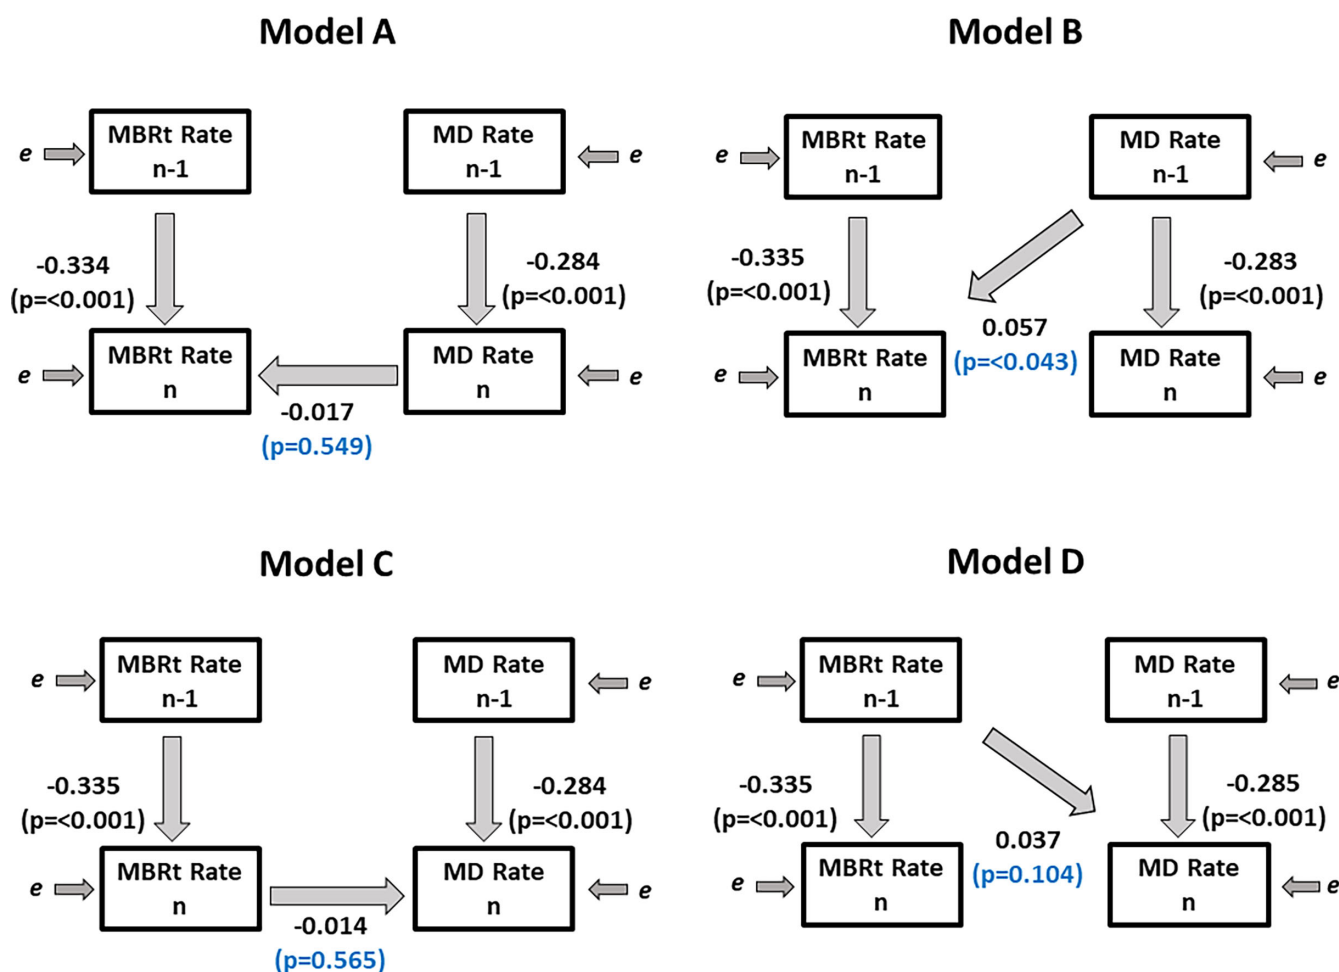 Model A
MBRt Rate
n-1
MD Rate
n-1
e
e
-0.334
(p=<0.001)
-0.284
(p=<0.001)
MBRt Rate
n
MD Rate
n
e
e
-0.017
(p=0.549)
Model B
MBRt Rate
n-1
MD Rate
n-1
e
e
-0.335
(p=<0.001)
-0.283
(p=<0.001)
0.057
(p=<0.043)
MBRt Rate
n
MD Rate
n
e
e
Model C
MBRt Rate
n-1
MD Rate
n-1
e
e
-0.335
(p=<0.001)
-0.284
(p=<0.001)
MBRt Rate
n
MD Rate
n
e
e
-0.014
(p=0.565)
Model D
MBRt Rate
n-1
MD Rate
n-1
e
e
-0.335
(p=<0.001)
-0.285
(p=<0.001)
0.037
(p=0.104)
MBRt Rate
n
MD Rate
n
e
e